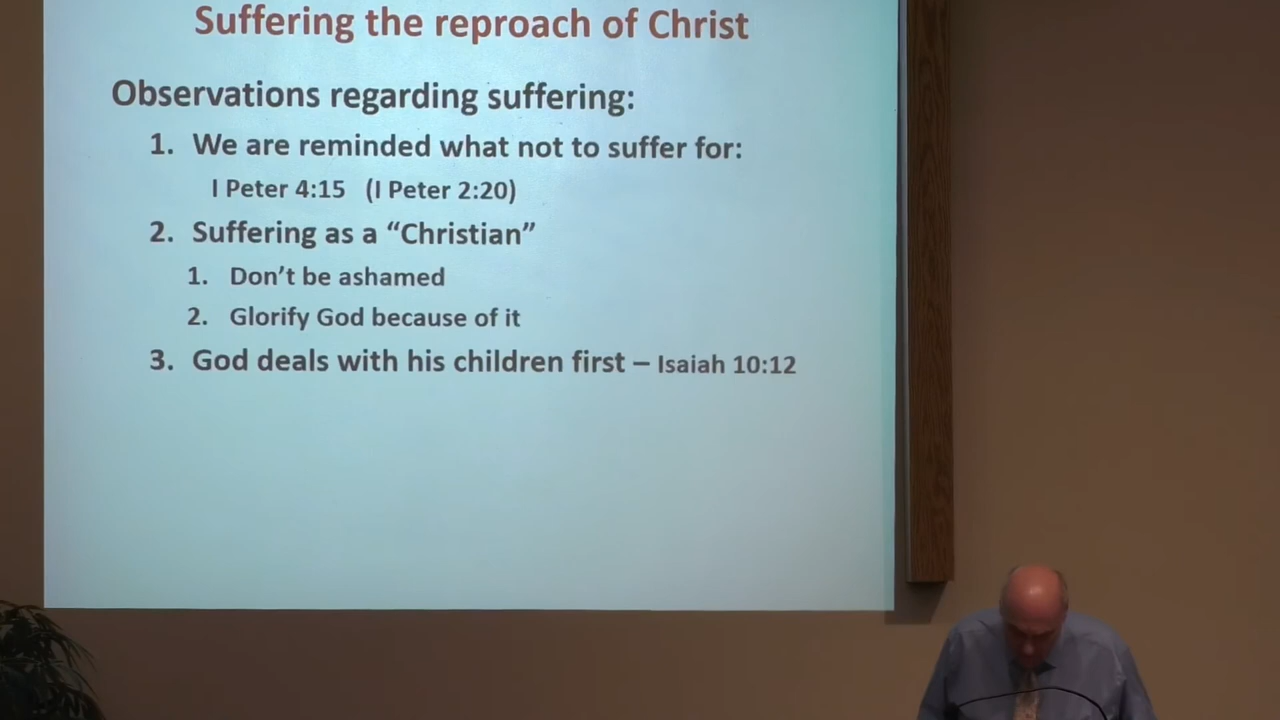 Suffering the reproach of Christ
Observations regarding suffering:
1. We are reminded what not to suffer for:
I Peter 4:15 (I Peter 2:20)
2. Suffering as a “Christian”
1. Don’t be ashamed
2. Glorify God because of it
3. God deals with his children first – Isaiah 10:12